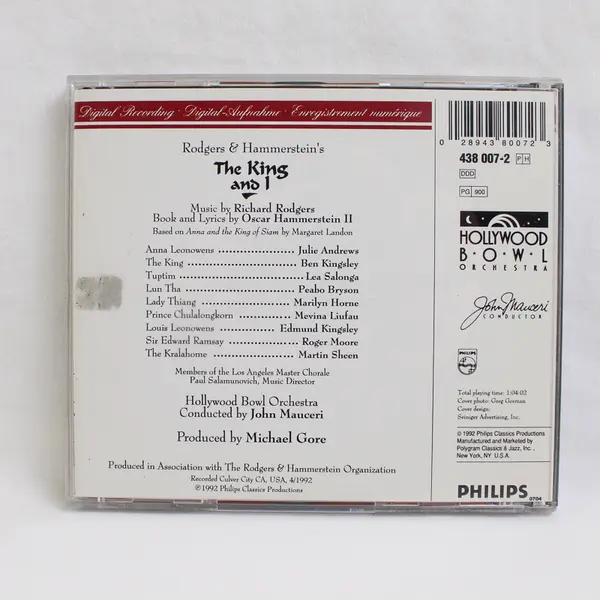 Digital Recording · Digital-Aufnahme · Enregistrement numérique
Rodgers & Hammerstein's
The King
and I
Music by Richard Rodgers
Book and Lyrics by Oscar Hammerstein II
Based on Anna and the King of Siam by Margaret Landon
Anna Leonowens ........................ Julie Andrews
The King ........................ Ben Kingsley
Tuptim ........................ Lea Salonga
Lun Tha ........................ Peabo Bryson
Lady Thiang ........................ Marilyn Horne
Prince Chulalongkorn ........................ Mevina Liufau
Louis Leonowens ........................ Edmund Kingsley
Sir Edward Ramsay ........................ Roger Moore
The Kralahome ........................ Martin Sheen
Members of the Los Angeles Master Chorale
Paul Salamunovich, Music Director
Hollywood Bowl Orchestra
Conducted by John Mauceri
Produced by Michael Gore
Produced in Association with The Rodgers & Hammerstein Organization
Recorded Culver City CA, USA, 4/1992
℗1992 Philips Classics Productions
0 28943 80072 3
438 007-2 PH
DDD
PG 900
HOLLYWOOD
B·O·W·L
ORCHESTRA
John Mauceri
CONDUCTOR
PHILIPS
Total playing time: 1:04:02
Cover photo: Greg Gorman
Cover design:
Seiniger Advertising, Inc.
© 1992 Philips Classics Productions
Manufactured and Marketed by
Polygram Classics & Jazz, Inc.,
New York, NY U.S.A.
PHILIPS
0704